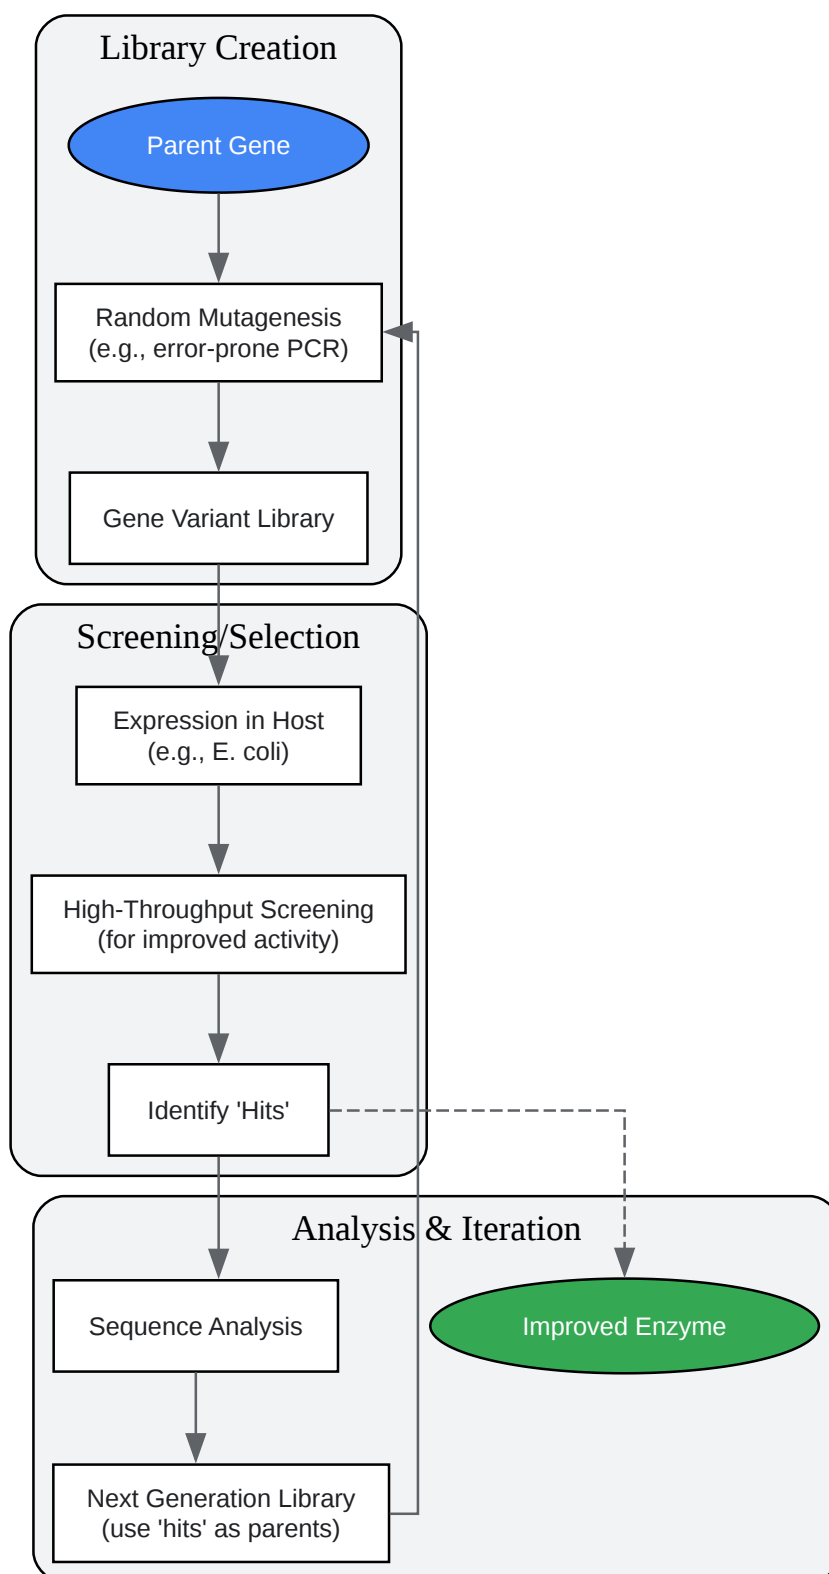 Library Creation
Parent Gene
Random Mutagenesis
(e.g., error-prone PCR)
Gene Variant Library
Screening/Selection
Expression in Host
(e.g., E. coli)
High-Throughput Screening
(for improved activity)
Identify 'Hits'
Analysis & Iteration
Sequence Analysis
Improved Enzyme
Next Generation Library
(use 'hits' as parents)